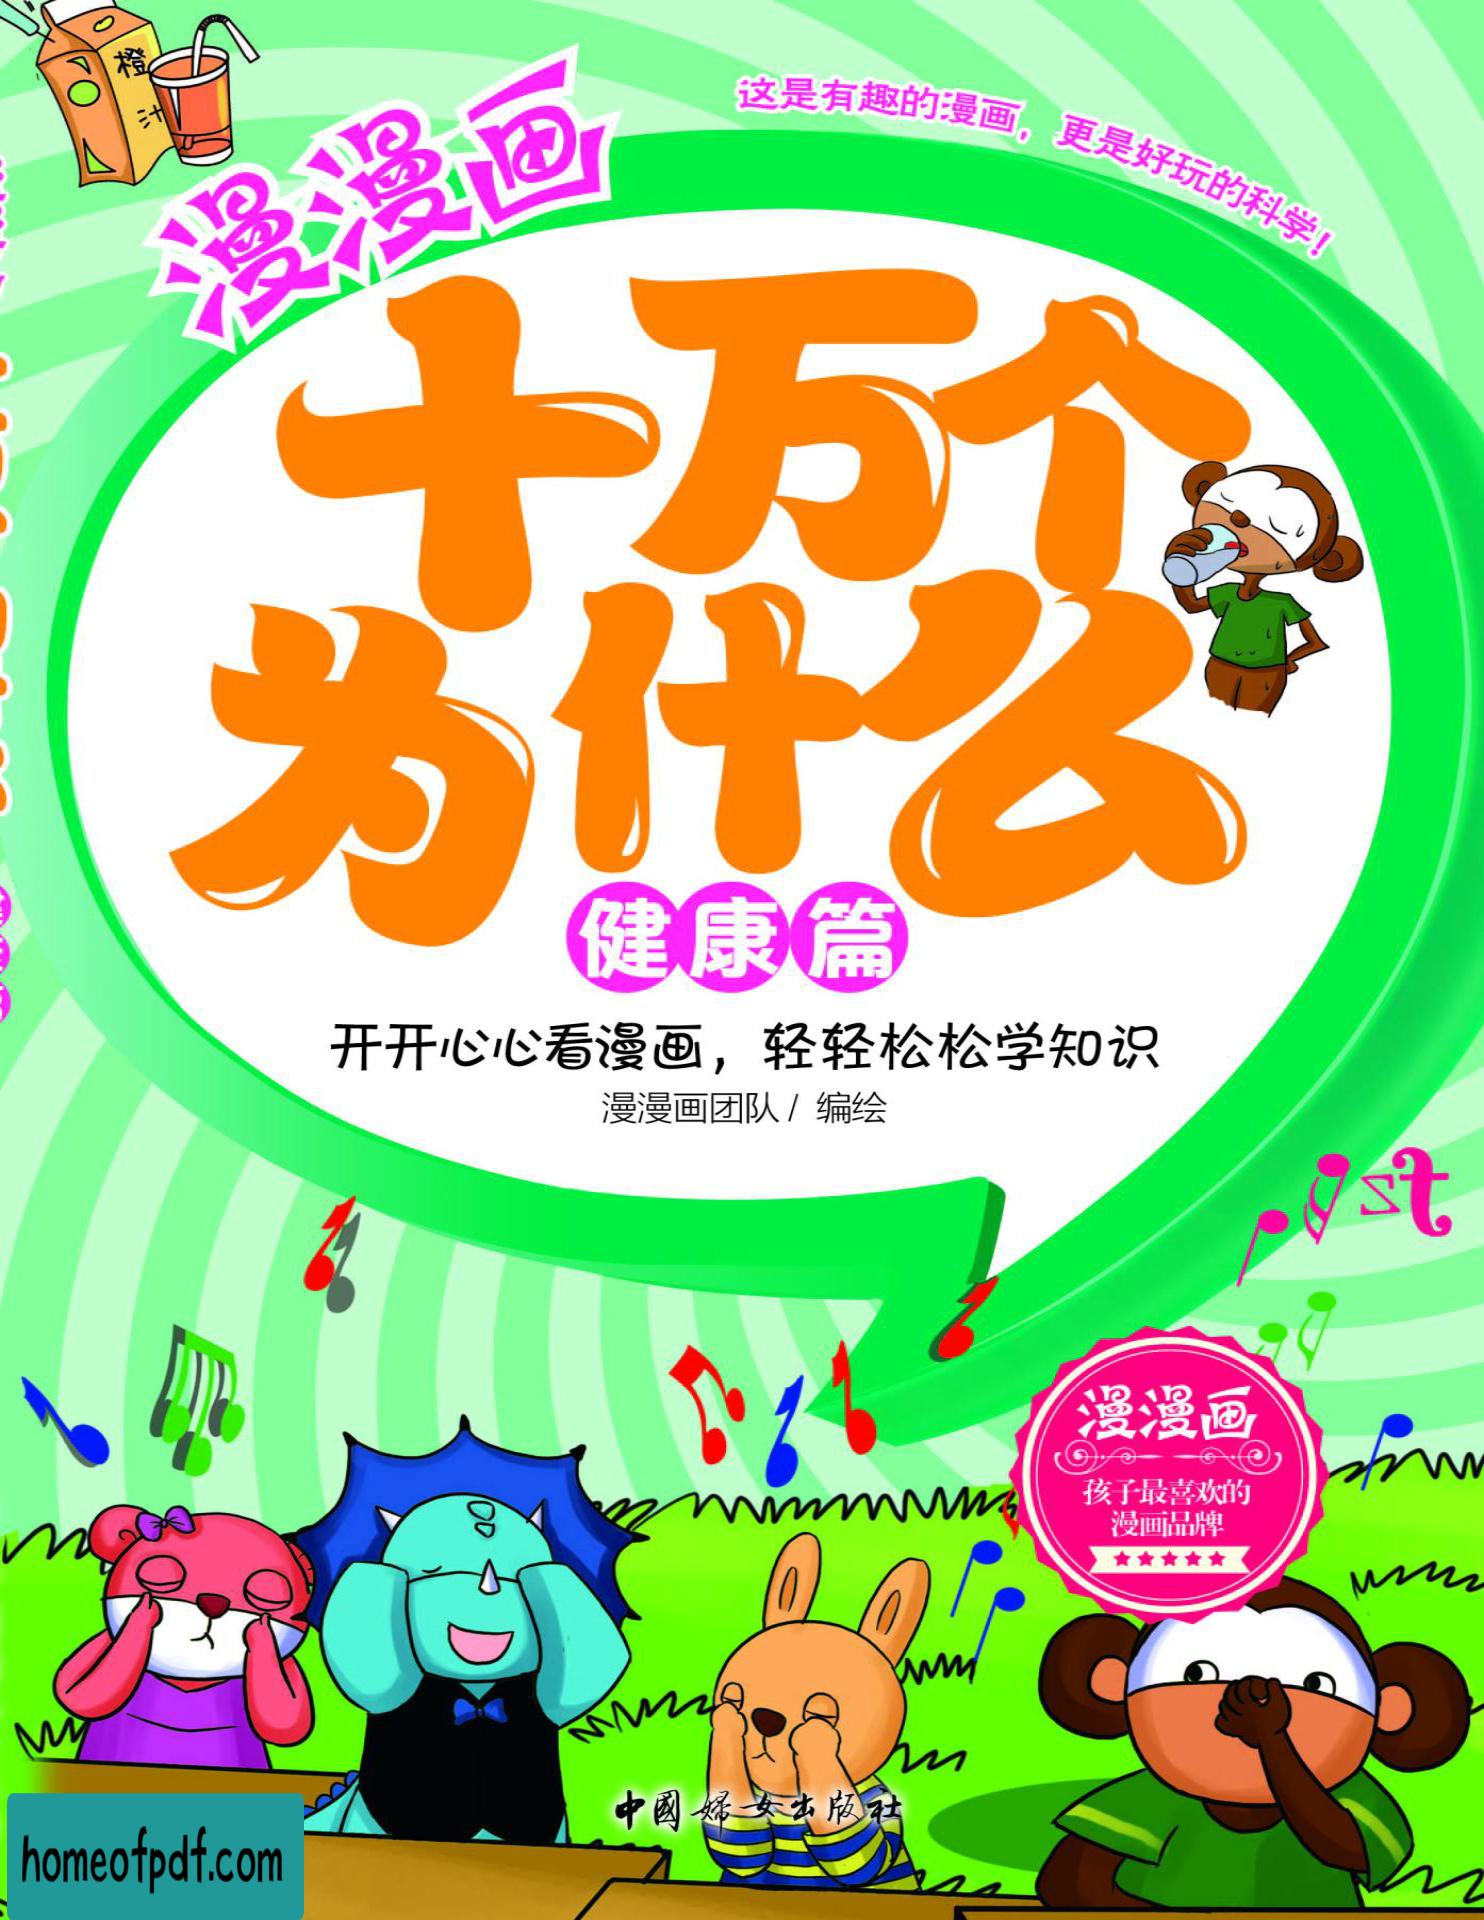 橙
汁
漫漫画
这是有趣的漫画，更是好玩的科学！
十万个
为什么
健康篇
开开心心看漫画，轻轻松松学知识
漫漫画团队 / 编绘
漫漫画
孩子最喜欢的
漫画品牌
中國婦女出版社
homeofpdf.com